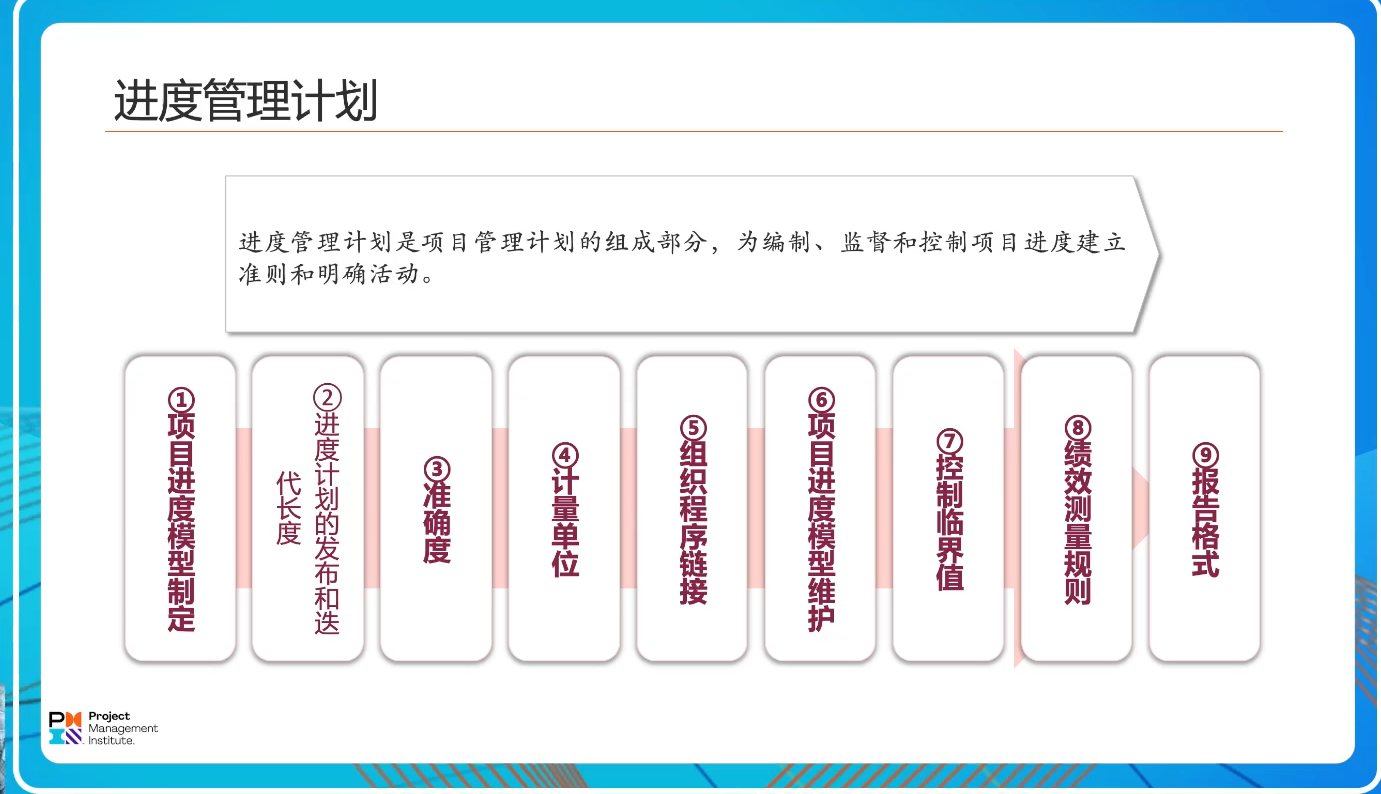 进度管理计划
进度管理计划是项目管理计划的组成部分，为编制、监督和控制项目进度建立
准则和明确活动。
①项目进度模型制定
②进度计划的发布和迭
代长度
③准确度
④计量单位
⑤组织程序链接
⑥项目进度模型维护
⑦控制临界值
⑧绩效测量规则
⑨报告格式
Project
Management
Institute.